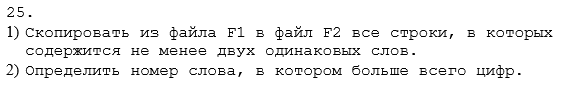 25.
1) Скопировать из файла F1 в файл F2 все строки, в которых
содержится не менее двух одинаковых слов.
2) Определить номер слова, в котором больше всего цифр.